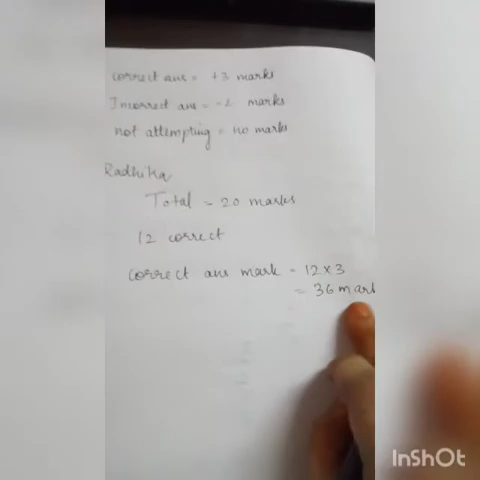 correct ans = +3 marks
Incorrect ans = -2 marks
not attempting = no marks
Radhika
Total = 20 marks
12 correct
correct ans mark = 12 x 3
= 36 mark
InShOt